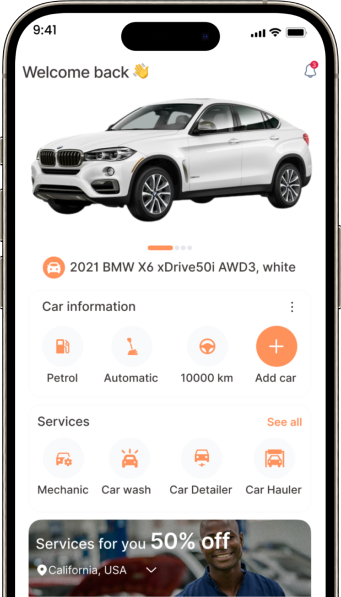 9:41
Welcome back 👋
3
2021 BMW X6 xDrive50i AWD3, white
Car information
Petrol Automatic 10000 km Add car
Services See all
Mechanic Car wash Car Detailer Car Hauler
Services for you 50% off
California, USA